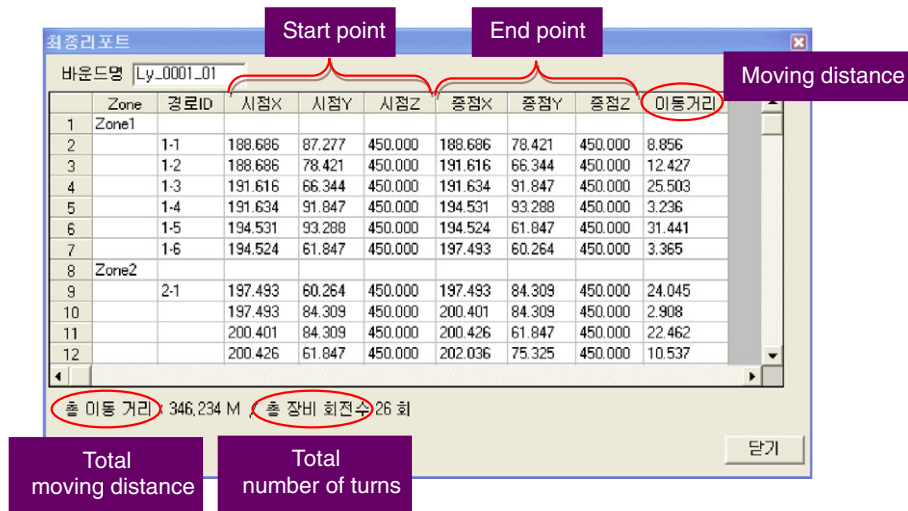 Start point End point
최종리포트
바운드명 Ly_0001_01
Moving distance
Zone 경로ID 시점X 시점Y 시점Z 종점X 종점Y 종점Z 이동거리
1 Zone1
2 1-1 188.686 87.277 450.000 188.686 78.421 450.000 8.856
3 1-2 188.686 78.421 450.000 191.616 66.344 450.000 12.427
4 1-3 191.616 66.344 450.000 191.634 91.847 450.000 25.503
5 1-4 191.634 91.847 450.000 194.531 93.288 450.000 3.236
6 1-5 194.531 93.288 450.000 194.524 61.847 450.000 31.441
7 1-6 194.524 61.847 450.000 197.493 60.264 450.000 3.365
8 Zone2
9 2-1 197.493 60.264 450.000 197.493 84.309 450.000 24.045
10 197.493 84.309 450.000 200.401 84.309 450.000 2.908
11 200.401 84.309 450.000 200.426 61.847 450.000 22.462
12 200.426 61.847 450.000 202.036 75.325 450.000 10.537
총 이동 거리 : 346,234 M / 총 장비 회전수 26 회
닫기
Total
moving distance
Total
number of turns